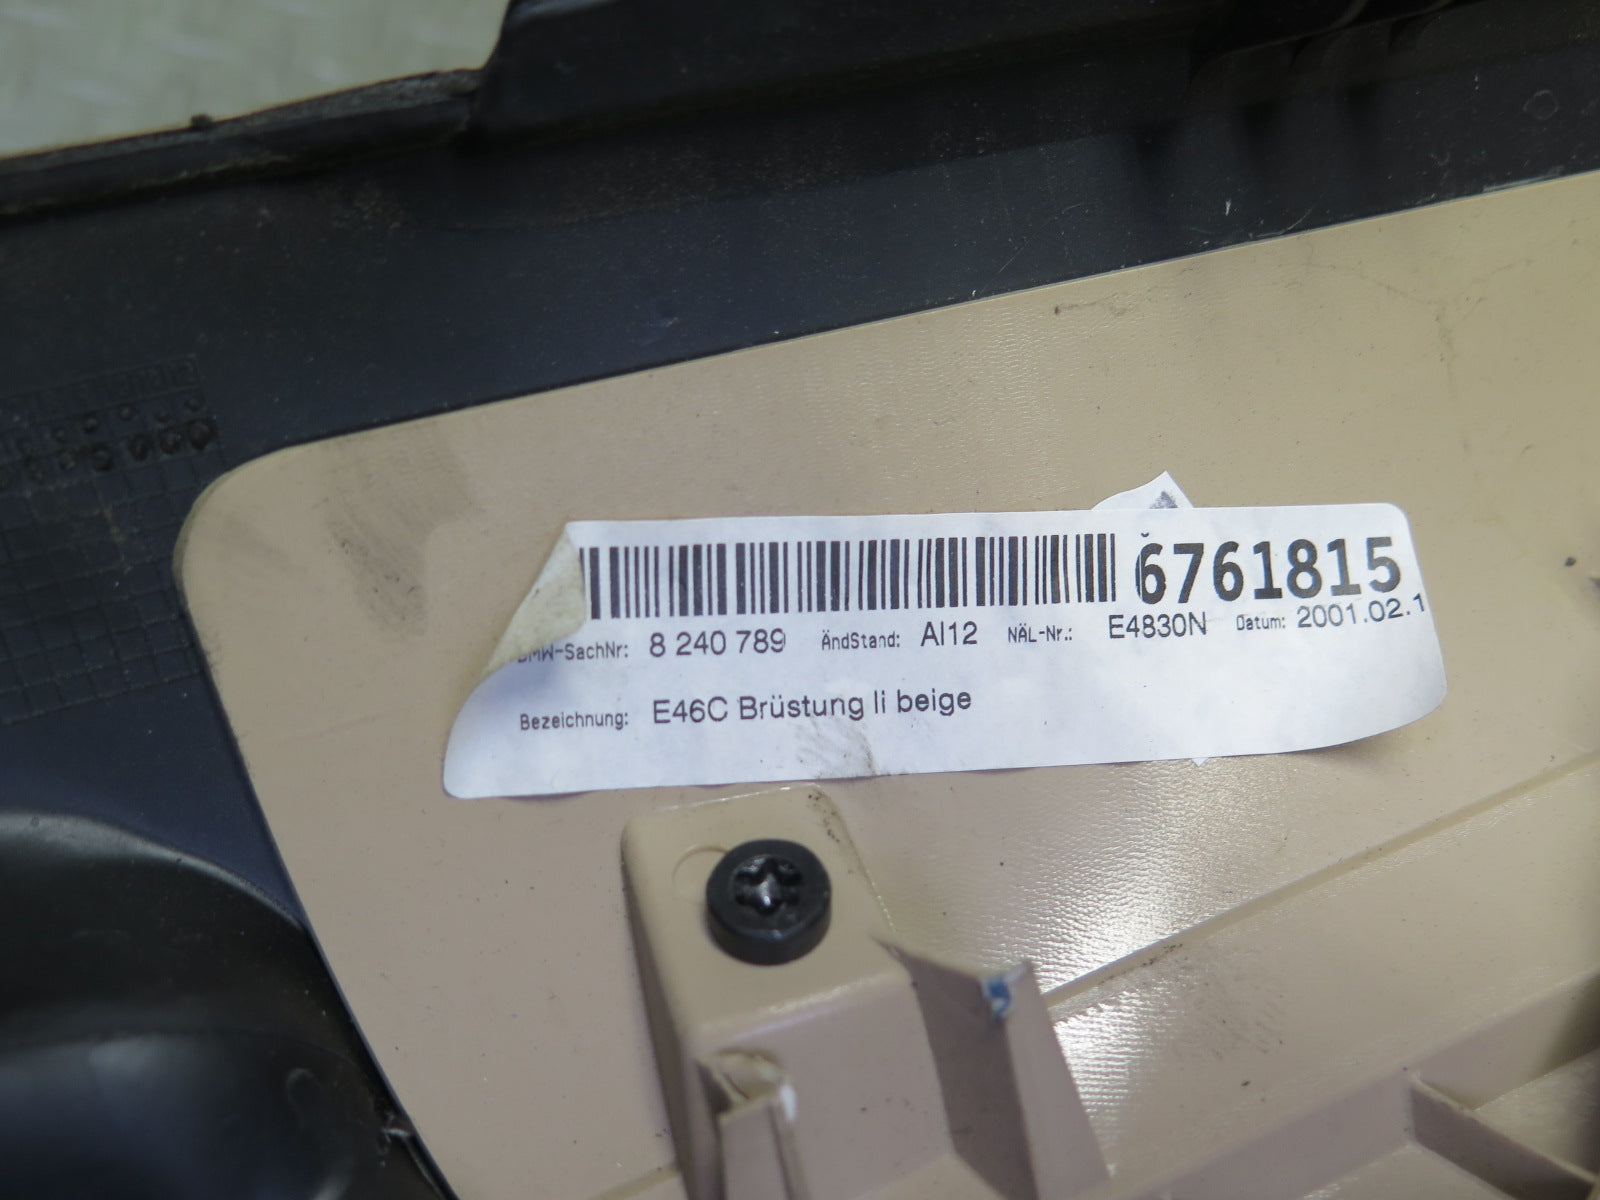 6761815
BMW-SachNr: 8 240 789 ÄndStand: AI12 NÄL-Nr.: E4830N Datum: 2001.02.1
Bezeichnung: E46C Brüstung li beige